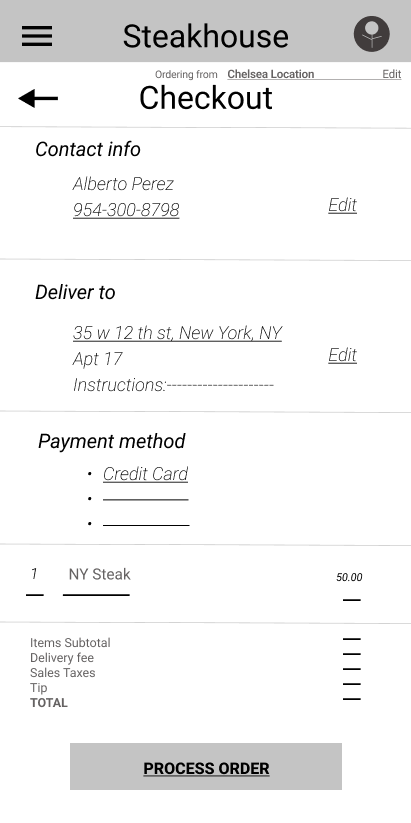 Steakhouse
Ordering from Chelsea Location Edit
Checkout
Contact info
Alberto Perez
954-300-8798
Edit
Deliver to
35 w 12 th st, New York, NY
Apt 17
Edit
Instructions:---------------------
Payment method
• Credit Card
•
•
1 NY Steak 50.00
Items Subtotal
Delivery fee
Sales Taxes
Tip
TOTAL
PROCESS ORDER